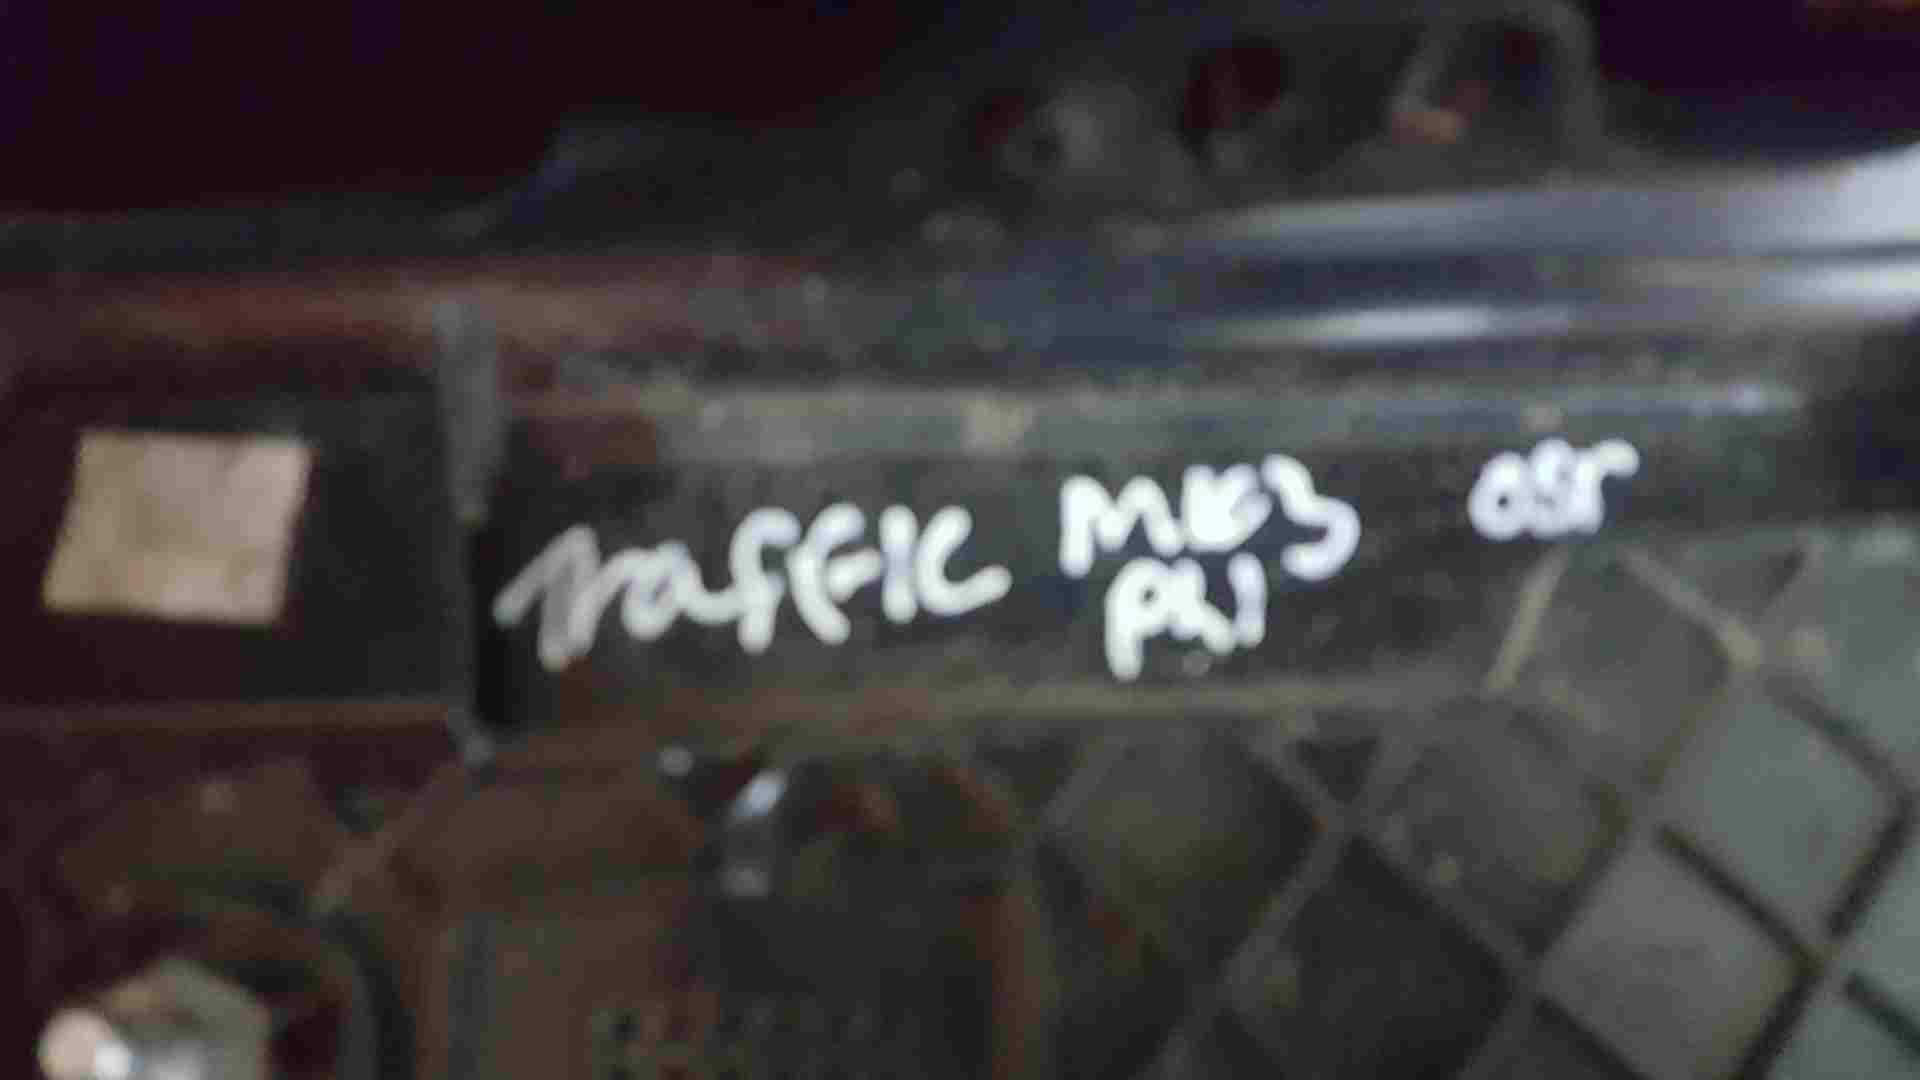 Traffic MK3 OSR
PH1